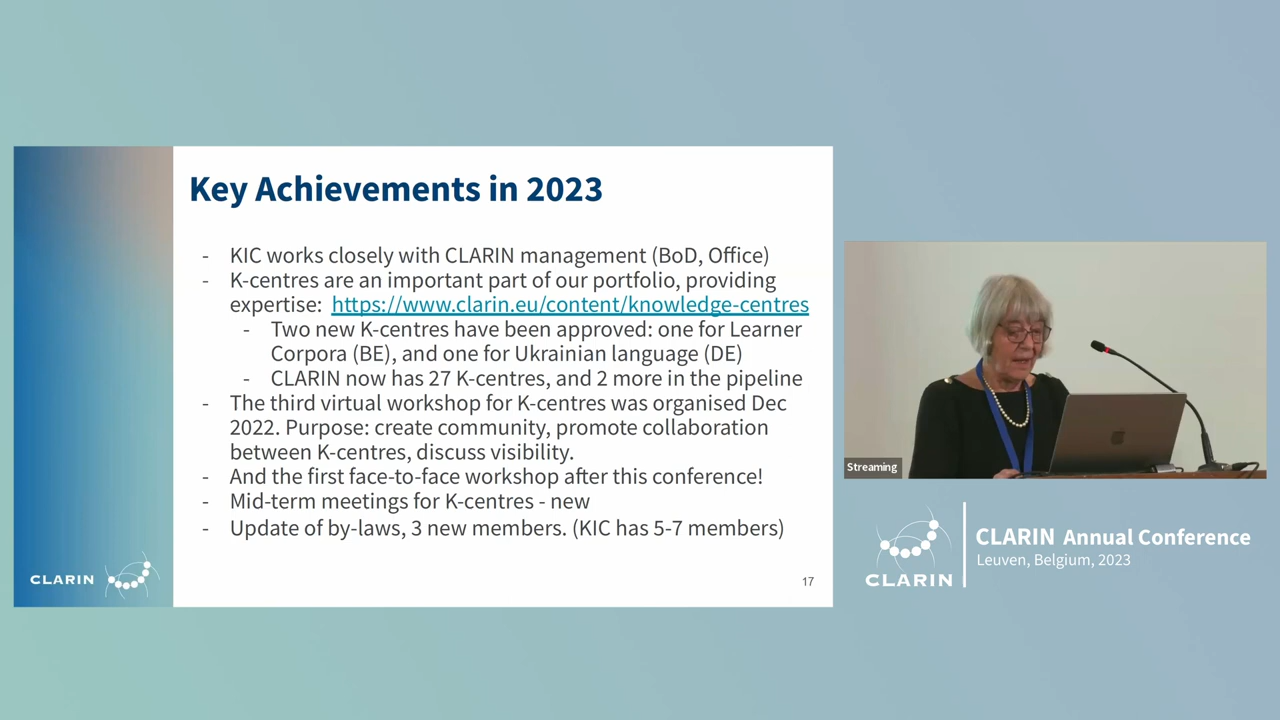 Key Achievements in 2023
- KIC works closely with CLARIN management (BoD, Office)
- K-centres are an important part of our portfolio, providing
expertise: https://www.clarin.eu/content/knowledge-centres
- Two new K-centres have been approved: one for Learner
Corpora (BE), and one for Ukrainian language (DE)
- CLARIN now has 27 K-centres, and 2 more in the pipeline
- The third virtual workshop for K-centres was organised Dec
2022. Purpose: create community, promote collaboration
between K-centres, discuss visibility.
- And the first face-to-face workshop after this conference!
- Mid-term meetings for K-centres - new
- Update of by-laws, 3 new members. (KIC has 5-7 members)
CLARIN
17
Streaming
CLARIN
CLARIN Annual Conference
Leuven, Belgium, 2023